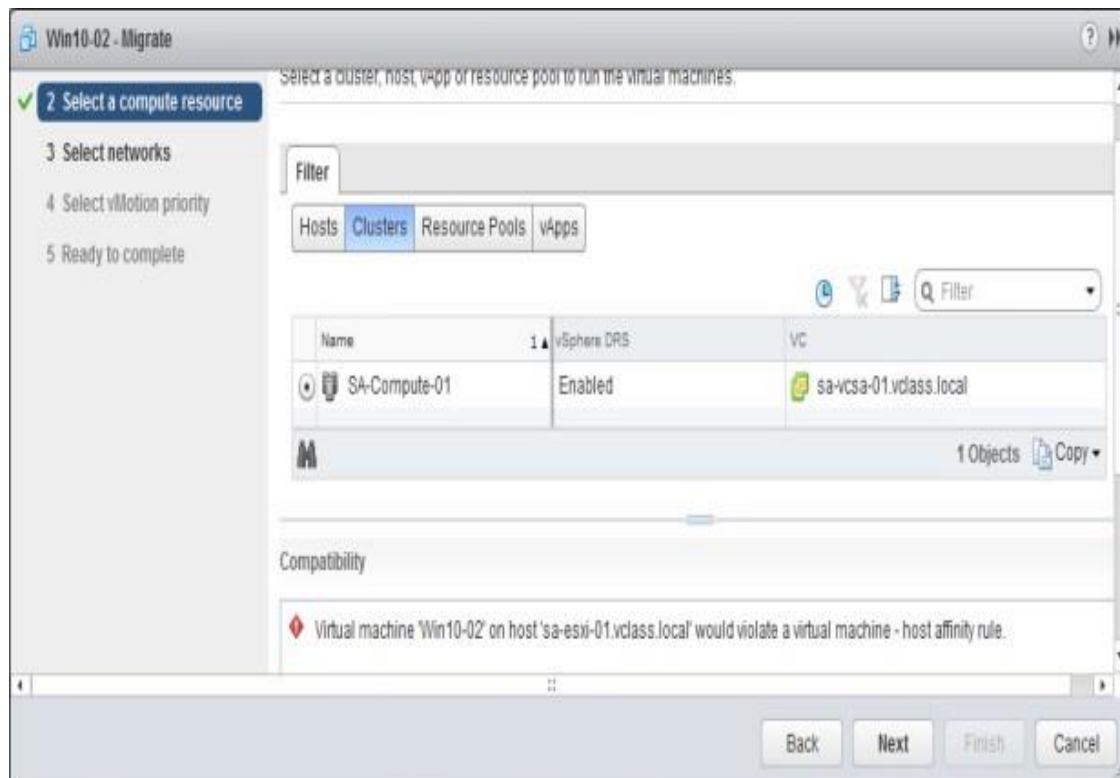 Win10-02 - Migrate
?
Select a cluster, host, vApp or resource pool to run the virtual machines.
2 Select a compute resource
3 Select networks
4 Select vMotion priority
5 Ready to complete
Filter
Hosts Clusters Resource Pools vApps
Filter
Name 1 vSphere DRS VC
SA-Compute-01 Enabled sa-vcsa-01.vclass.local
1 Objects Copy
Compatibility
Virtual machine 'Win10-02' on host 'sa-esxi-01.vclass.local' would violate a virtual machine - host affinity rule.
Back Next Finish Cancel